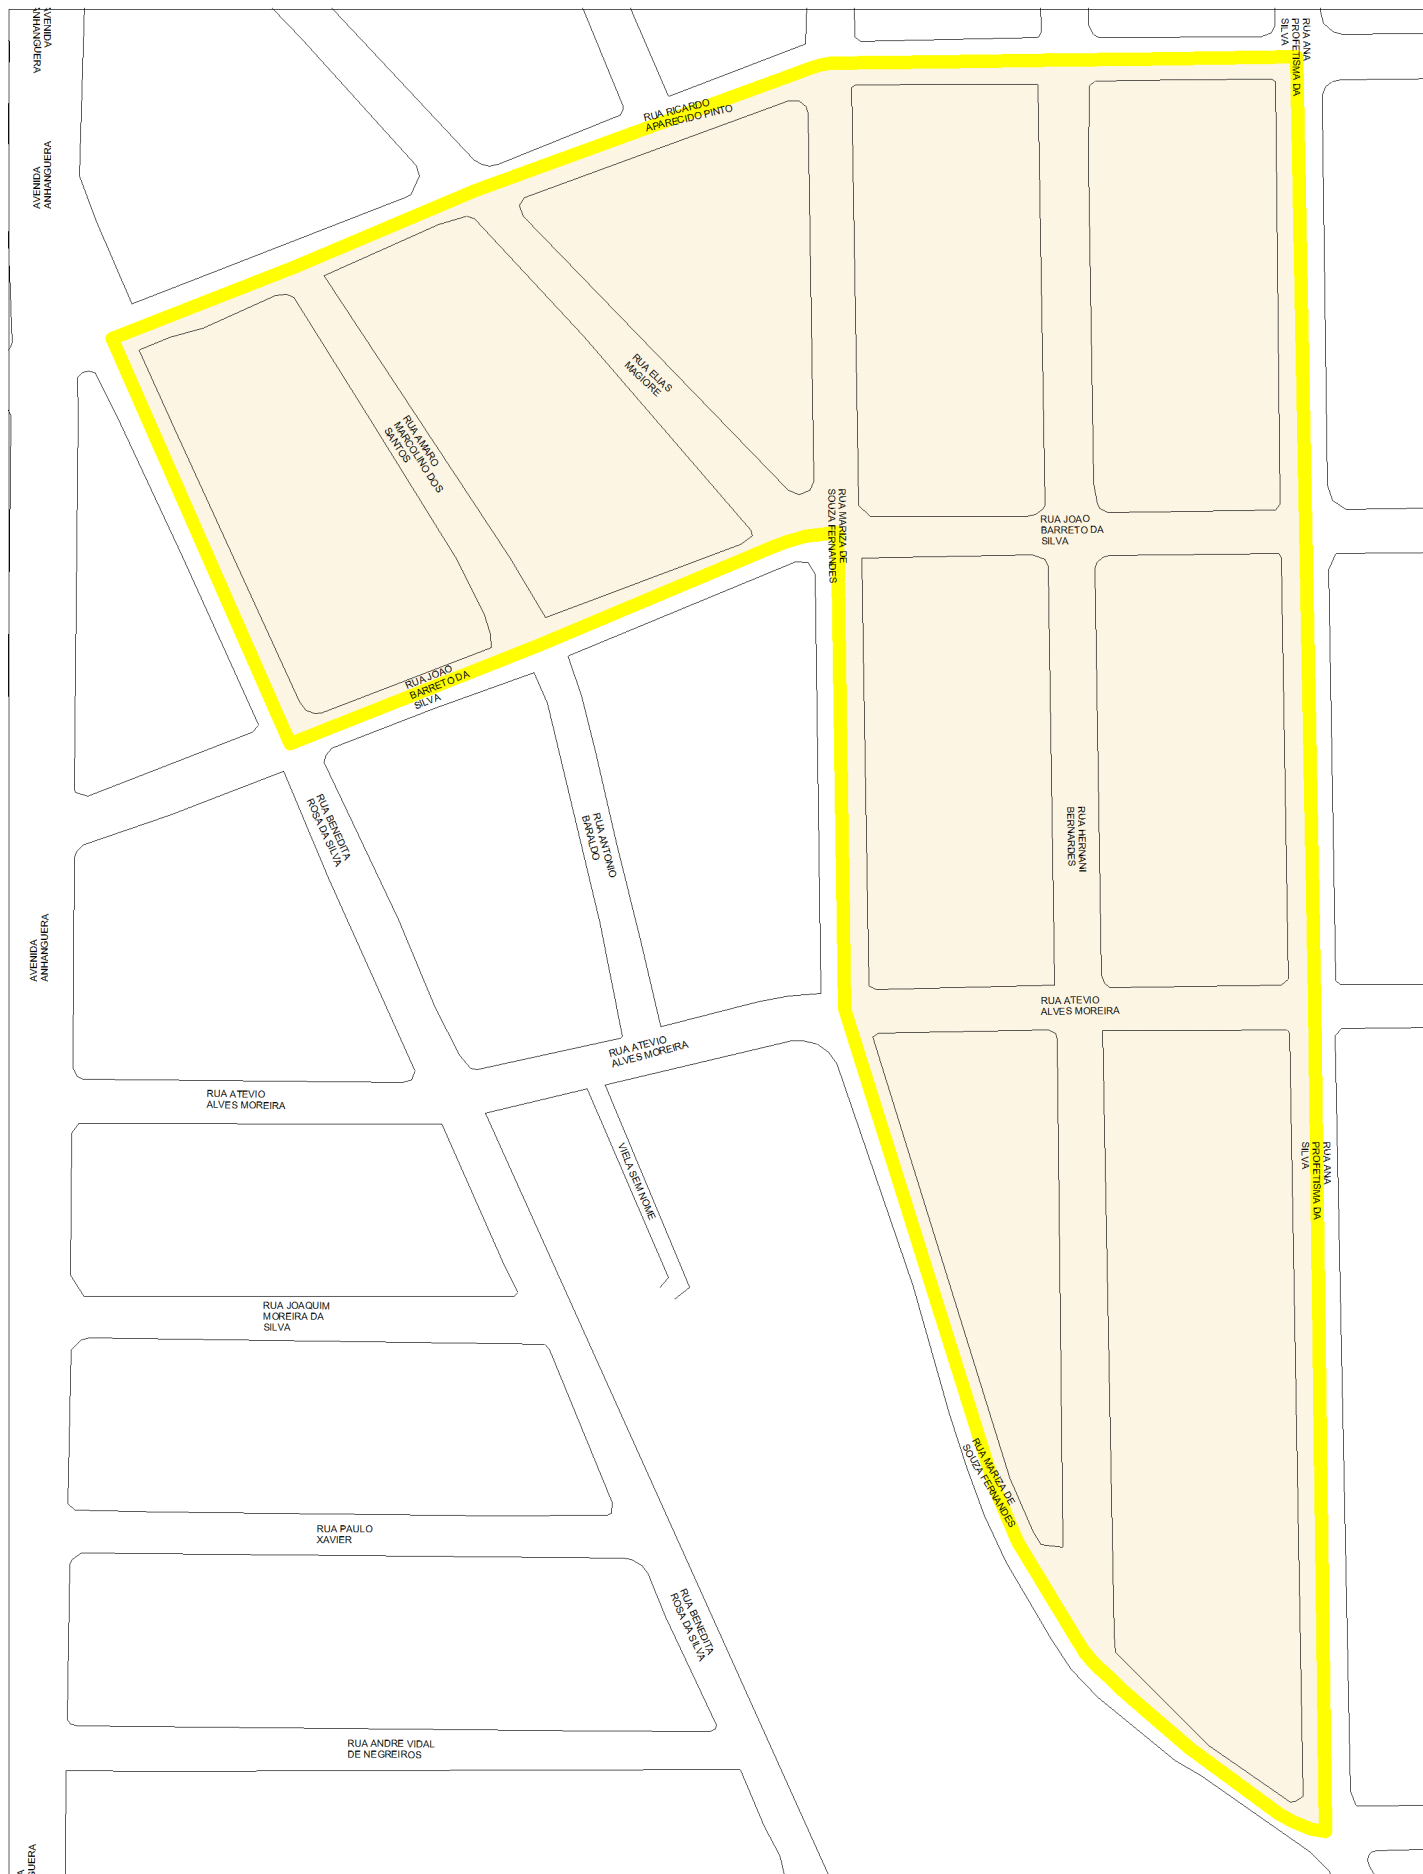 AVENIDA
ANHANGUERA
RUA ANA
PROFETISMA DA
SILVA
RUA RICARDO
APARECIDO PINTO
AVENIDA
ANHANGUERA
RUA ELIAS
MAGIORE
RUA AMARO
MARCOLINO DOS
SANTOS
RUA MARIZA DE
SOUZA FERNANDES
RUA JOAO
BARRETO DA
SILVA
RUA JOAO
BARRETO DA
SILVA
RUA BENEDITA
ROSA DA SILVA
RUA ANTONIO
BARALDO
RUA HERNANI
BERNARDES
AVENIDA
ANHANGUERA
RUA ATEVIO
ALVES MOREIRA
RUA ATEVIO
ALVES MOREIRA
RUA ATEVIO
ALVES MOREIRA
VIELA SEM NOME
RUA ANA
PROFETISMA DA
SILVA
RUA JOAQUIM
MOREIRA DA
SILVA
RUA MARIZA DE
SOUZA FERNANDES
RUA PAULO
XAVIER
RUA BENEDITA
ROSA DA SILVA
RUA ANDRE VIDAL
DE NEGREIROS